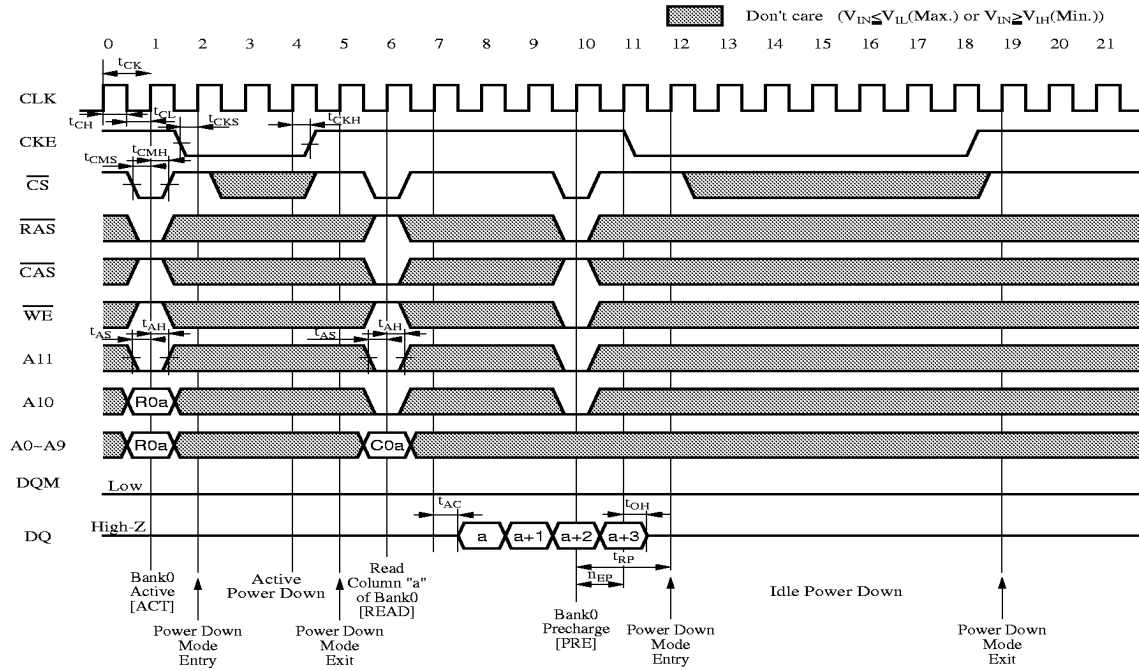 Don't care (VIN≤VIL(Max.) or VIN≥VIH(Min.))
0 1 2 3 4 5 6 7 8 9 10 11 12 13 14 15 16 17 18 19 20 21
tCK
CLK
tCH tCL tCKS tCKH
CKE
tCMS tCMH
CS
RAS
CAS
WE
tAS tAH tAS tAH
A11
A10 R0a
A0~A9 R0a C0a
DQM Low
tAC tOH
DQ High-Z a a+1 a+2 a+3
tRP
nEP
Bank0
Active
[ACT]
Power Down
Mode
Entry
Active
Power Down
Power Down
Mode
Exit
Read
Column "a"
of Bank0
[READ]
Bank0
Precharge
[PRE]
Power Down
Mode
Entry
Idle Power Down
Power Down
Mode
Exit